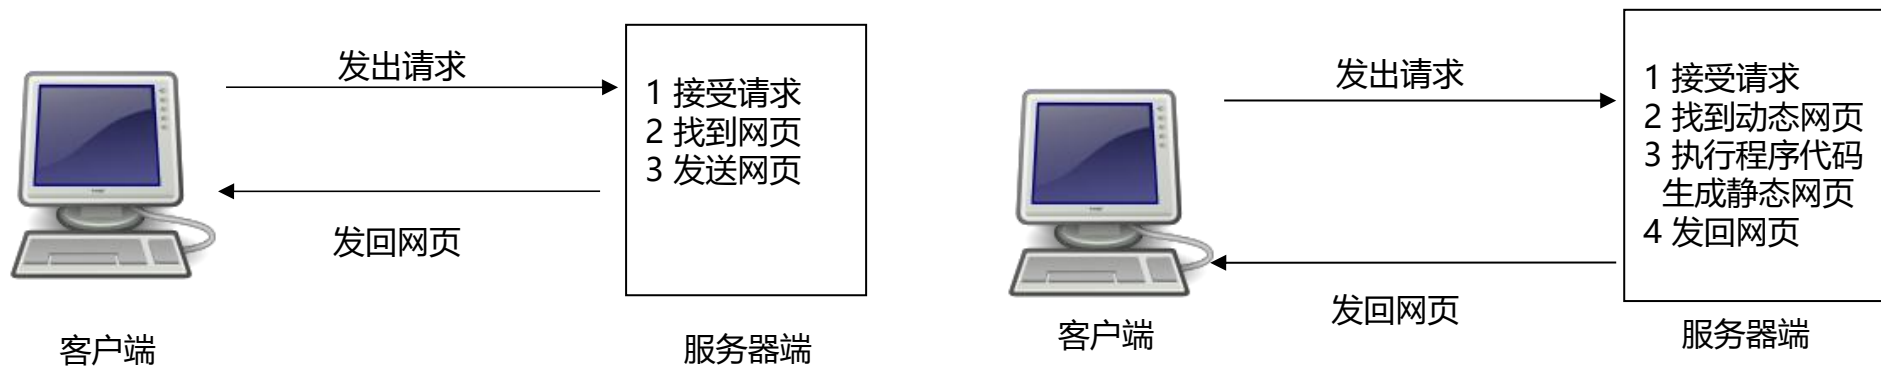 发出请求
1 接受请求
2 找到网页
3 发送网页
发回网页
客户端
服务器端
发出请求
1 接受请求
2 找到动态网页
3 执行程序代码
生成静态网页
4 发回网页
发回网页
客户端
服务器端